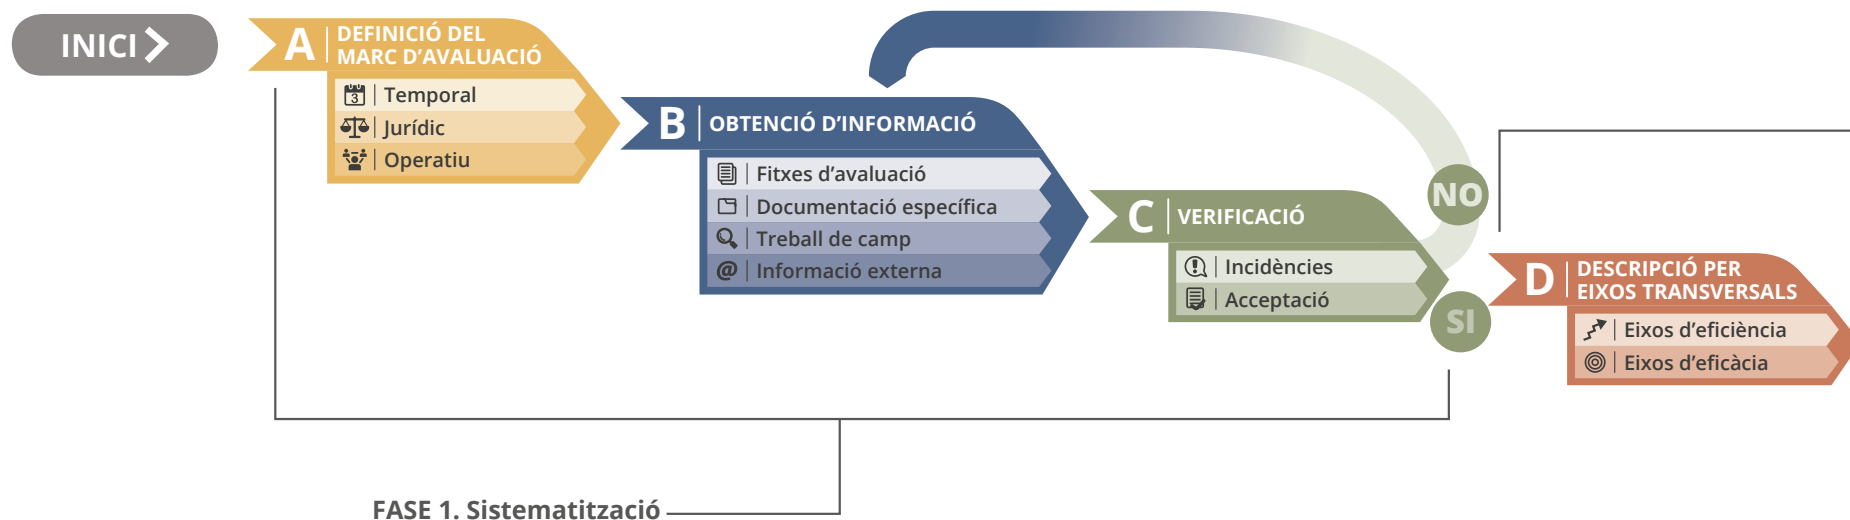 INICI
A
DEFINICIÓ DEL
MARC D’AVALUACIÓ
Temporal
Jurídic
Operatiu
B
OBTENCIÓ D’INFORMACIÓ
Fitxes d’avaluació
Documentació específica
Treball de camp
@ Informació externa
C
VERIFICACIÓ
Incidències
Acceptació
NO
SI
D
DESCRIPCIÓ PER
EIXOS TRANSVERSALS
Eixos d’eficiència
Eixos d’eficàcia
FASE 1. Sistematització